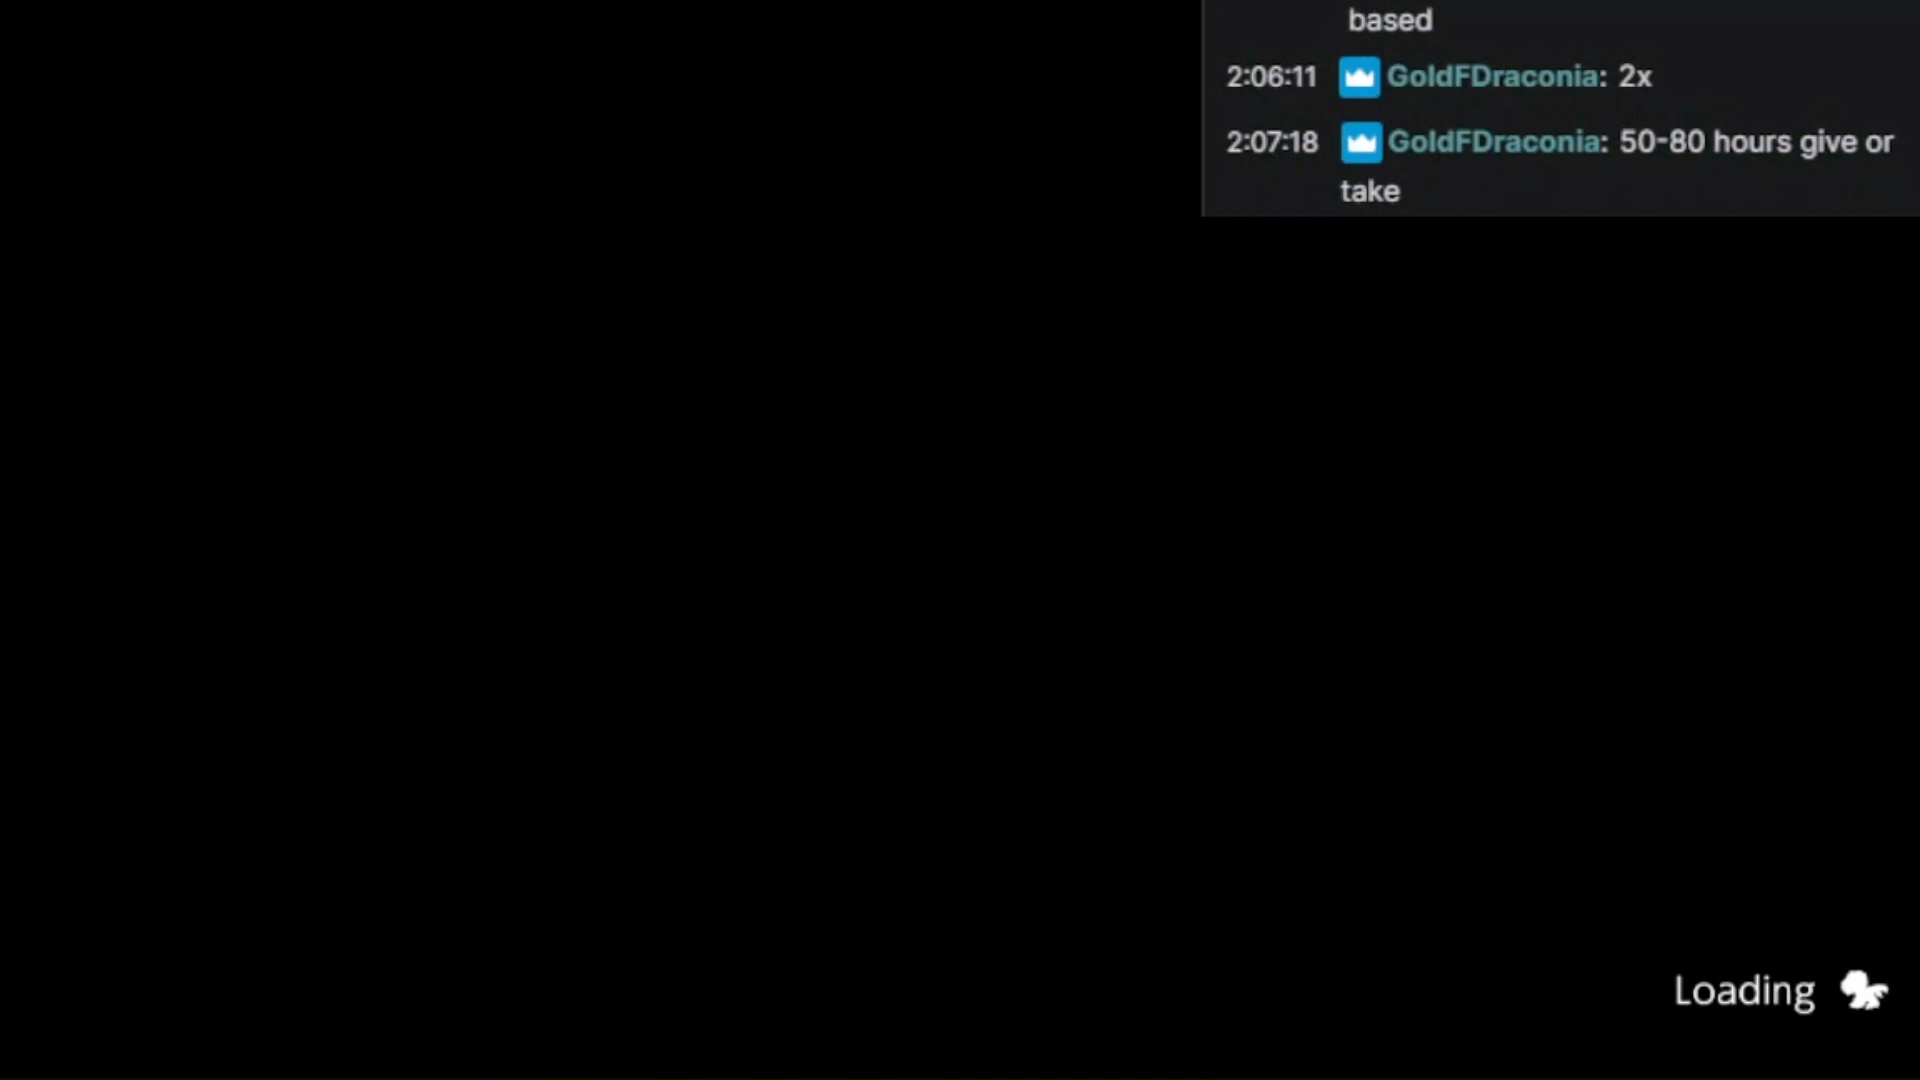 based
2:06:11 GoldFDraconia: 2x
2:07:18 GoldFDraconia: 50-80 hours give or
take
Loading